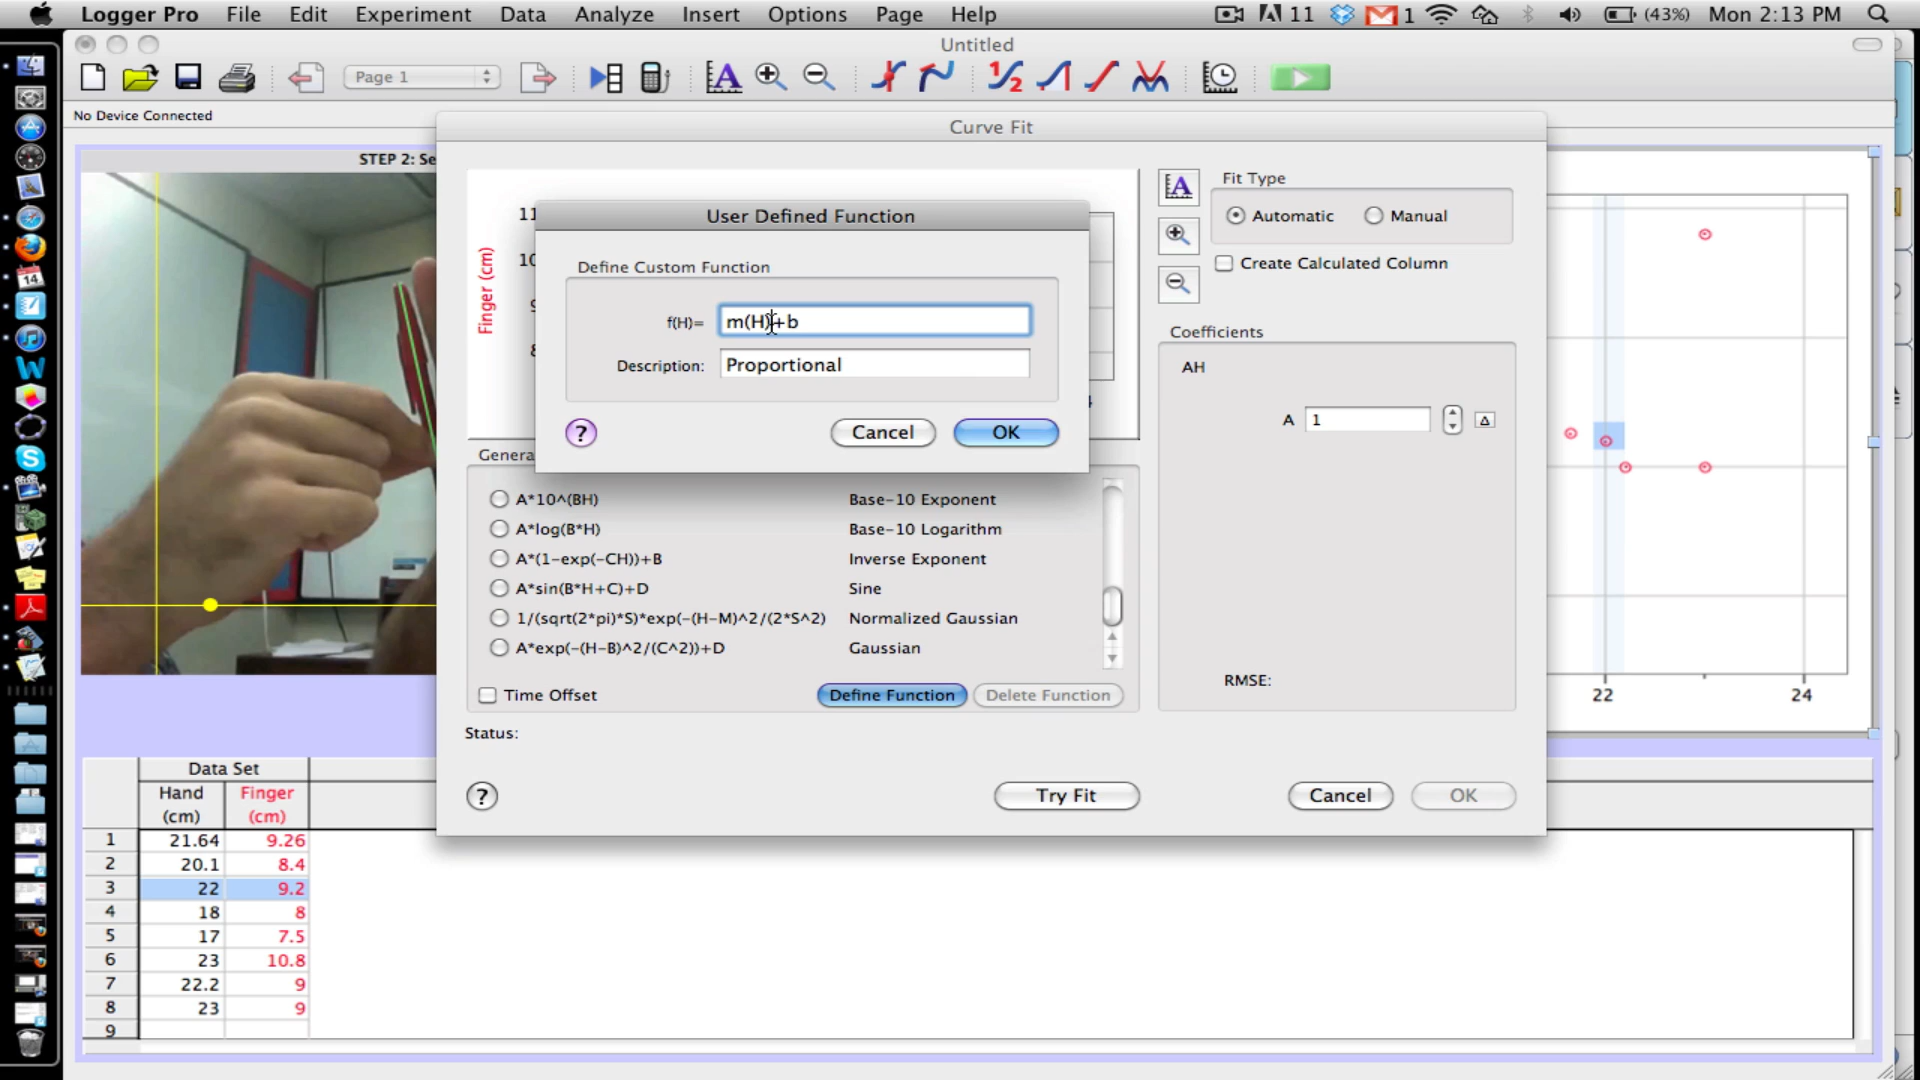 Logger Pro File Edit Experiment Data Analyze Insert Options Page Help 11 1 (43%) Mon 2:13 PM
Untitled
Page 1
No Device Connected
STEP 2: Se
Curve Fit
Finger (cm)
11
10
9
8
4
Fit Type
Automatic Manual
Create Calculated Column
User Defined Function
Define Custom Function
f(H)= m(H)+b
Description: Proportional
? Cancel OK
Coefficients
AH
A 1
RMSE:
Genera
A*10^(BH) Base-10 Exponent
A*log(B*H) Base-10 Logarithm
A*(1-exp(-CH))+B Inverse Exponent
A*sin(B*H+C)+D Sine
1/(sqrt(2*pi)*S)*exp(-(H-M)^2/(2*S^2) Normalized Gaussian
A*exp(-(H-B)^2/(C^2))+D Gaussian
Time Offset Define Function Delete Function
Status:
? Try Fit Cancel OK
22 24
Data Set
Hand Finger
(cm) (cm)
1 21.64 9.26
2 20.1 8.4
3 22 9.2
4 18 8
5 17 7.5
6 23 10.8
7 22.2 9
8 23 9
9
14